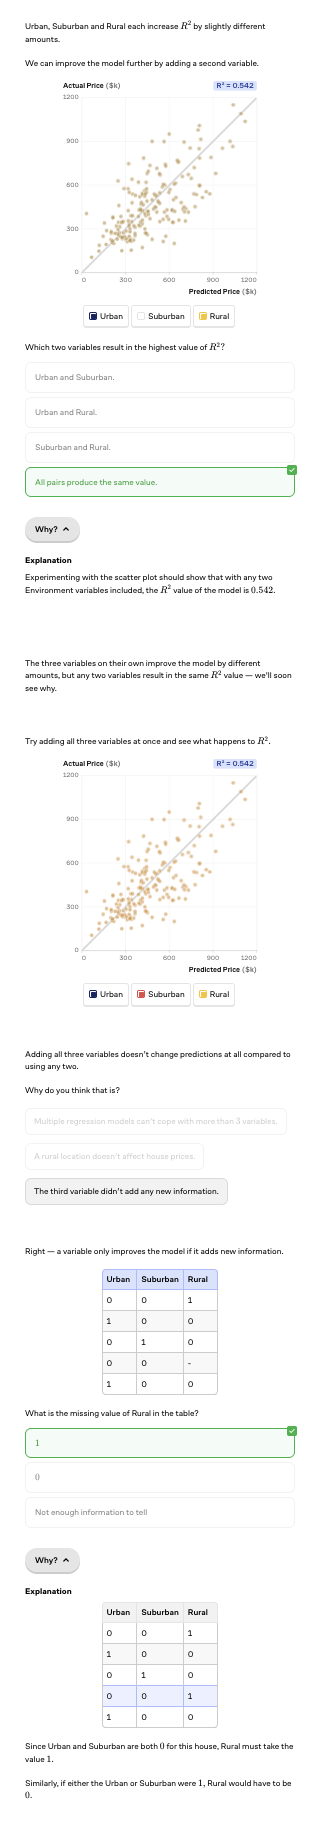 Urban, Suburban and Rural each increase R² by slightly different
amounts.
We can improve the model further by adding a second variable.
Actual Price ($k)
R² = 0.542
1200
900
600
300
0
0 300 600 900 1200
Predicted Price ($k)
Urban Suburban Rural
Which two variables result in the highest value of R²?
Urban and Suburban.
Urban and Rural.
Suburban and Rural.
All pairs produce the same value.
Why?
Explanation
Experimenting with the scatter plot should show that with any two
Environment variables included, the R² value of the model is 0.542.
The three variables on their own improve the model by different
amounts, but any two variables result in the same R² value — we'll soon
see why.
Try adding all three variables at once and see what happens to R².
Actual Price ($k)
R² = 0.542
1200
900
600
300
0
0 300 600 900 1200
Predicted Price ($k)
Urban Suburban Rural
Adding all three variables doesn't change predictions at all compared to
using any two.
Why do you think that is?
Multiple regression models can't cope with more than 3 variables.
A rural location doesn't affect house prices.
The third variable didn't add any new information.
Right — a variable only improves the model if it adds new information.
Urban Suburban Rural
0 0 1
1 0 0
0 1 0
0 0 -
1 0 0
What is the missing value of Rural in the table?
1
0
Not enough information to tell
Why?
Explanation
Urban Suburban Rural
0 0 1
1 0 0
0 1 0
0 0 1
1 0 0
Since Urban and Suburban are both 0 for this house, Rural must take the
value 1.
Similarly, if either the Urban or Suburban were 1, Rural would have to be
0.